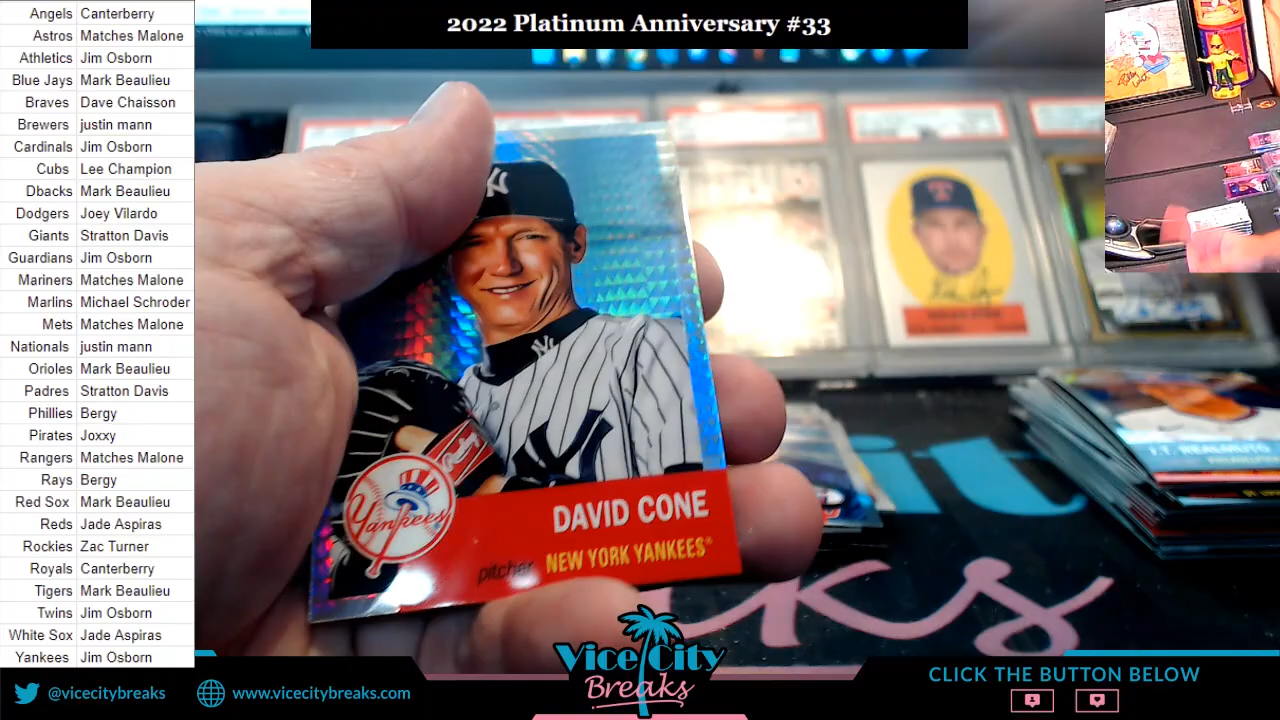 2022 Platinum Anniversary #33
Angels Canterberry
Astros Matches Malone
Athletics Jim Osborn
Blue Jays Mark Beaulieu
Braves Dave Chaisson
Brewers justin mann
Cardinals Jim Osborn
Cubs Lee Champion
Dbacks Mark Beaulieu
Dodgers Joey Vilardo
Giants Stratton Davis
Guardians Jim Osborn
Mariners Matches Malone
Marlins Michael Schroder
Mets Matches Malone
Nationals justin mann
Orioles Mark Beaulieu
Padres Stratton Davis
Phillies Bergy
Pirates Joxxy
Rangers Matches Malone
Rays Bergy
Red Sox Mark Beaulieu
Reds Jade Aspiras
Rockies Zac Turner
Royals Canterberry
Tigers Mark Beaulieu
Twins Jim Osborn
White Sox Jade Aspiras
Yankees Jim Osborn
NY
NY
T
Yankees
DAVID CONE
pitcher NEW YORK YANKEES
J.T. REALMUTO
Vice City
Breaks
@vicecitybreaks
www.vicecitybreaks.com
CLICK THE BUTTON BELOW